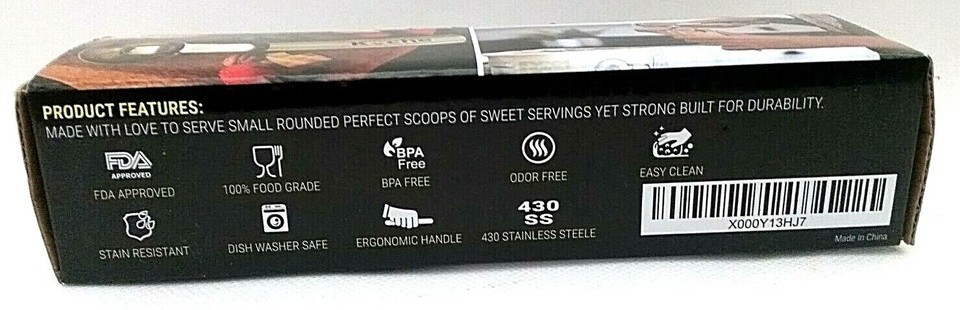 PRODUCT FEATURES:
MADE WITH LOVE TO SERVE SMALL ROUNDED PERFECT SCOOPS OF SWEET SERVINGS YET STRONG BUILT FOR DURABILITY.
FDA
APPROVED
FDA APPROVED
100% FOOD GRADE
BPA
Free
BPA FREE
ODOR FREE
EASY CLEAN
STAIN RESISTANT
DISH WASHER SAFE
ERGONOMIC HANDLE
430
SS
430 STAINLESS STEELE
X000Y13HJ7
Made In China